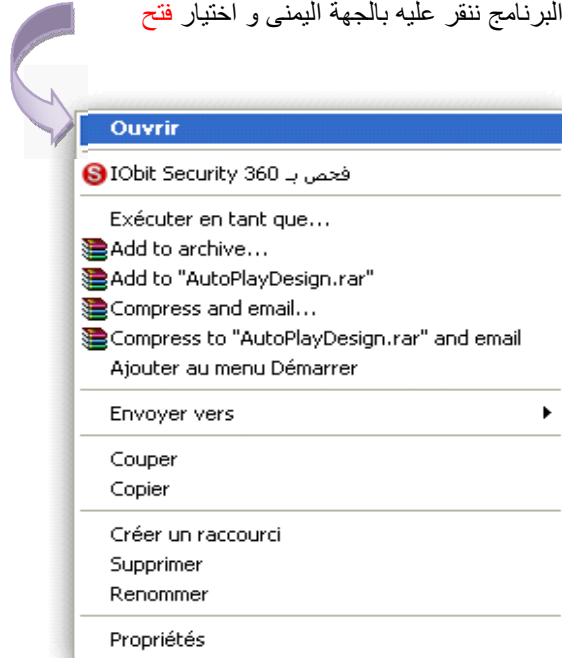 البرنامج ننقر عليه بالجهة اليمنى و اختيار فتح
Ouvrir
فحص بـ IObit Security 360
Exécuter en tant que...
Add to archive...
Add to "AutoPlayDesign.rar"
Compress and email...
Compress to "AutoPlayDesign.rar" and email
Ajouter au menu Démarrer
Envoyer vers
Couper
Copier
Créer un raccourci
Supprimer
Renommer
Propriétés